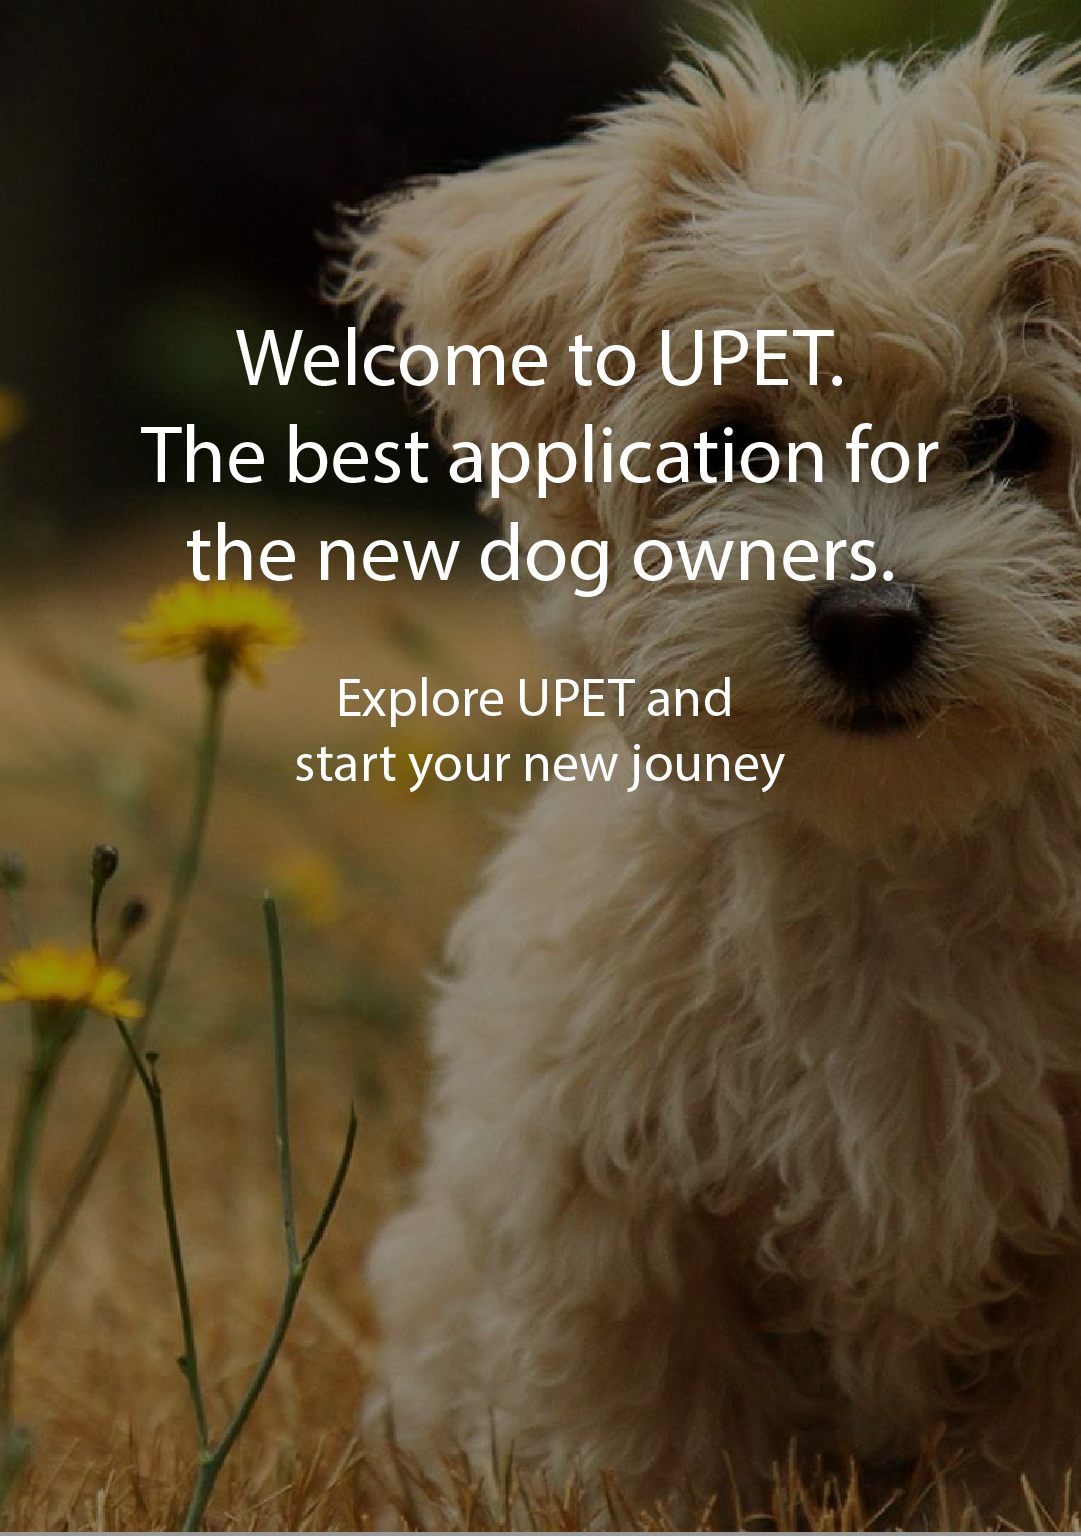 Welcome to UPET.
The best application for
the new dog owners.
Explore UPET and
start your new jouney